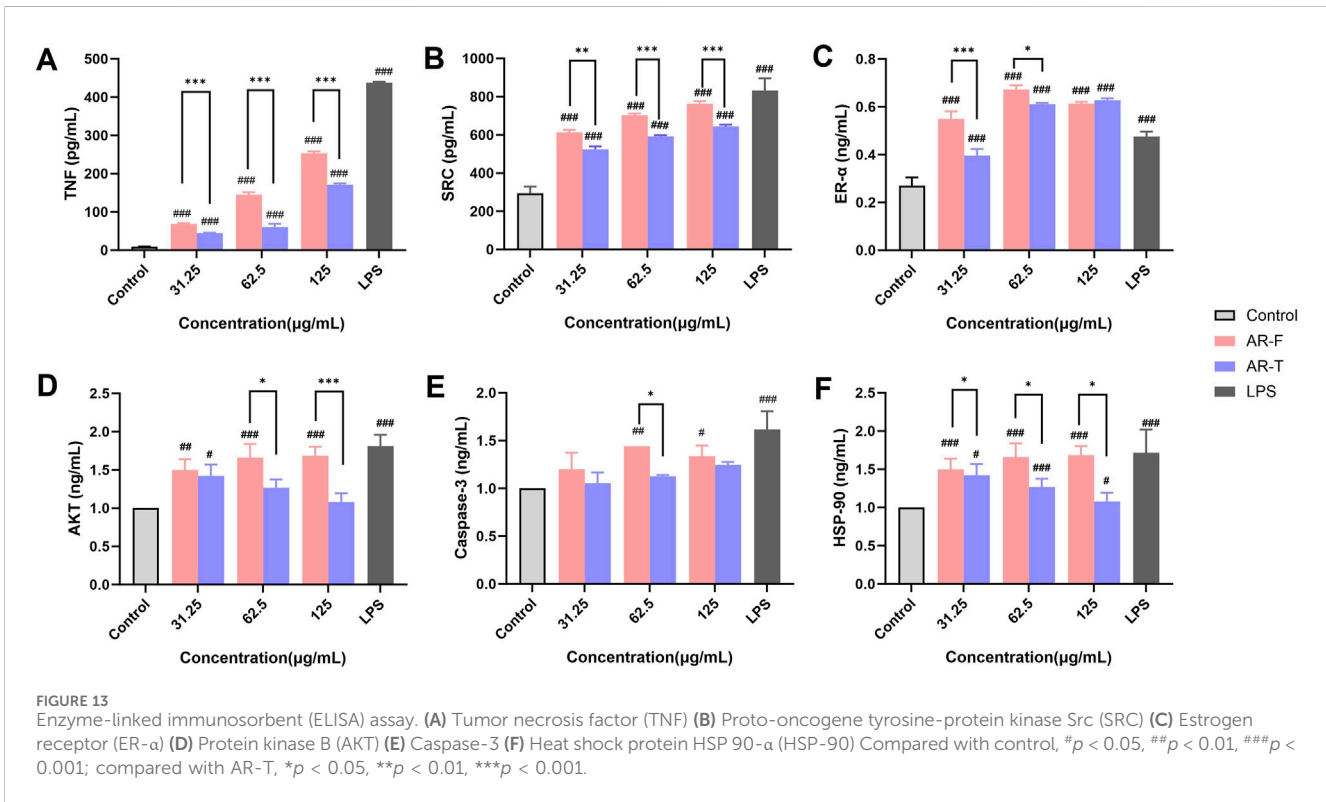 A
***
***
***
###
###
###
###
###
###
###
TNF (pg/mL)
500
400
300
200
100
0
Control
31.25
62.5
125
LPS
Concentration(µg/mL)
B
**
***
***
###
###
###
###
###
###
###
SRC (pg/mL)
1000
800
600
400
200
0
Control
31.25
62.5
125
LPS
Concentration(µg/mL)
C
***
*
###
###
###
###
###
###
###
ER-α (ng/mL)
0.8
0.6
0.4
0.2
0.0
Control
31.25
62.5
125
LPS
Concentration(µg/mL)
Control
AR-F
AR-T
LPS
D
*
***
##
#
###
###
###
AKT (ng/mL)
2.5
2.0
1.5
1.0
0.5
0.0
Control
31.25
62.5
125
LPS
Concentration(µg/mL)
E
*
##
#
###
Caspase-3 (ng/mL)
2.0
1.5
1.0
0.5
0.0
Control
31.25
62.5
125
LPS
Concentration(µg/mL)
F
*
*
*
###
#
###
###
###
#
###
HSP-90 (ng/mL)
2.5
2.0
1.5
1.0
0.5
0.0
Control
31.25
62.5
125
LPS
Concentration(µg/mL)
FIGURE 13
Enzyme-linked immunosorbent (ELISA) assay. (A) Tumor necrosis factor (TNF) (B) Proto-oncogene tyrosine-protein kinase Src (SRC) (C) Estrogen
receptor (ER-α) (D) Protein kinase B (AKT) (E) Caspase-3 (F) Heat shock protein HSP 90-α (HSP-90) Compared with control, #p < 0.05, ##p < 0.01, ###p <
0.001; compared with AR-T, *p < 0.05, **p < 0.01, ***p < 0.001.